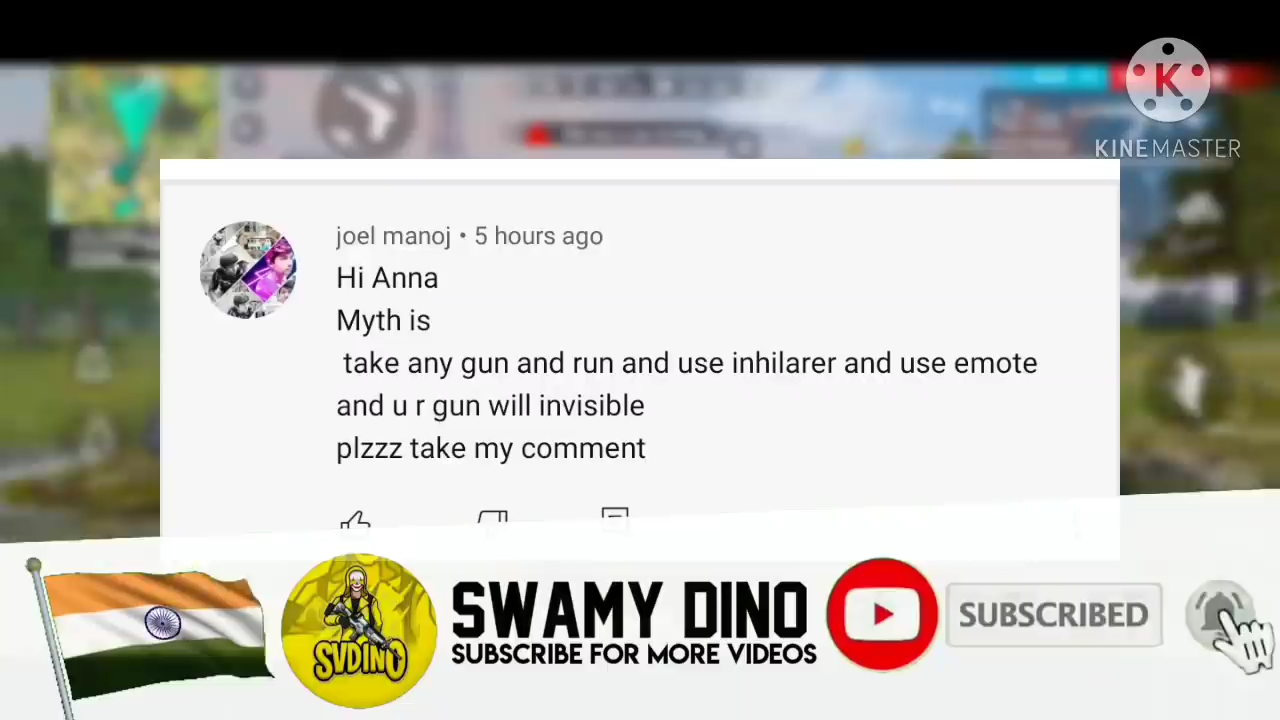 K
KINEMASTER
joel manoj • 5 hours ago
Hi Anna
Myth is
take any gun and run and use inhilarer and use emote
and u r gun will invisible
plzzz take my comment
SVDINO
SWAMY DINO
SUBSCRIBE FOR MORE VIDEOS
SUBSCRIBED